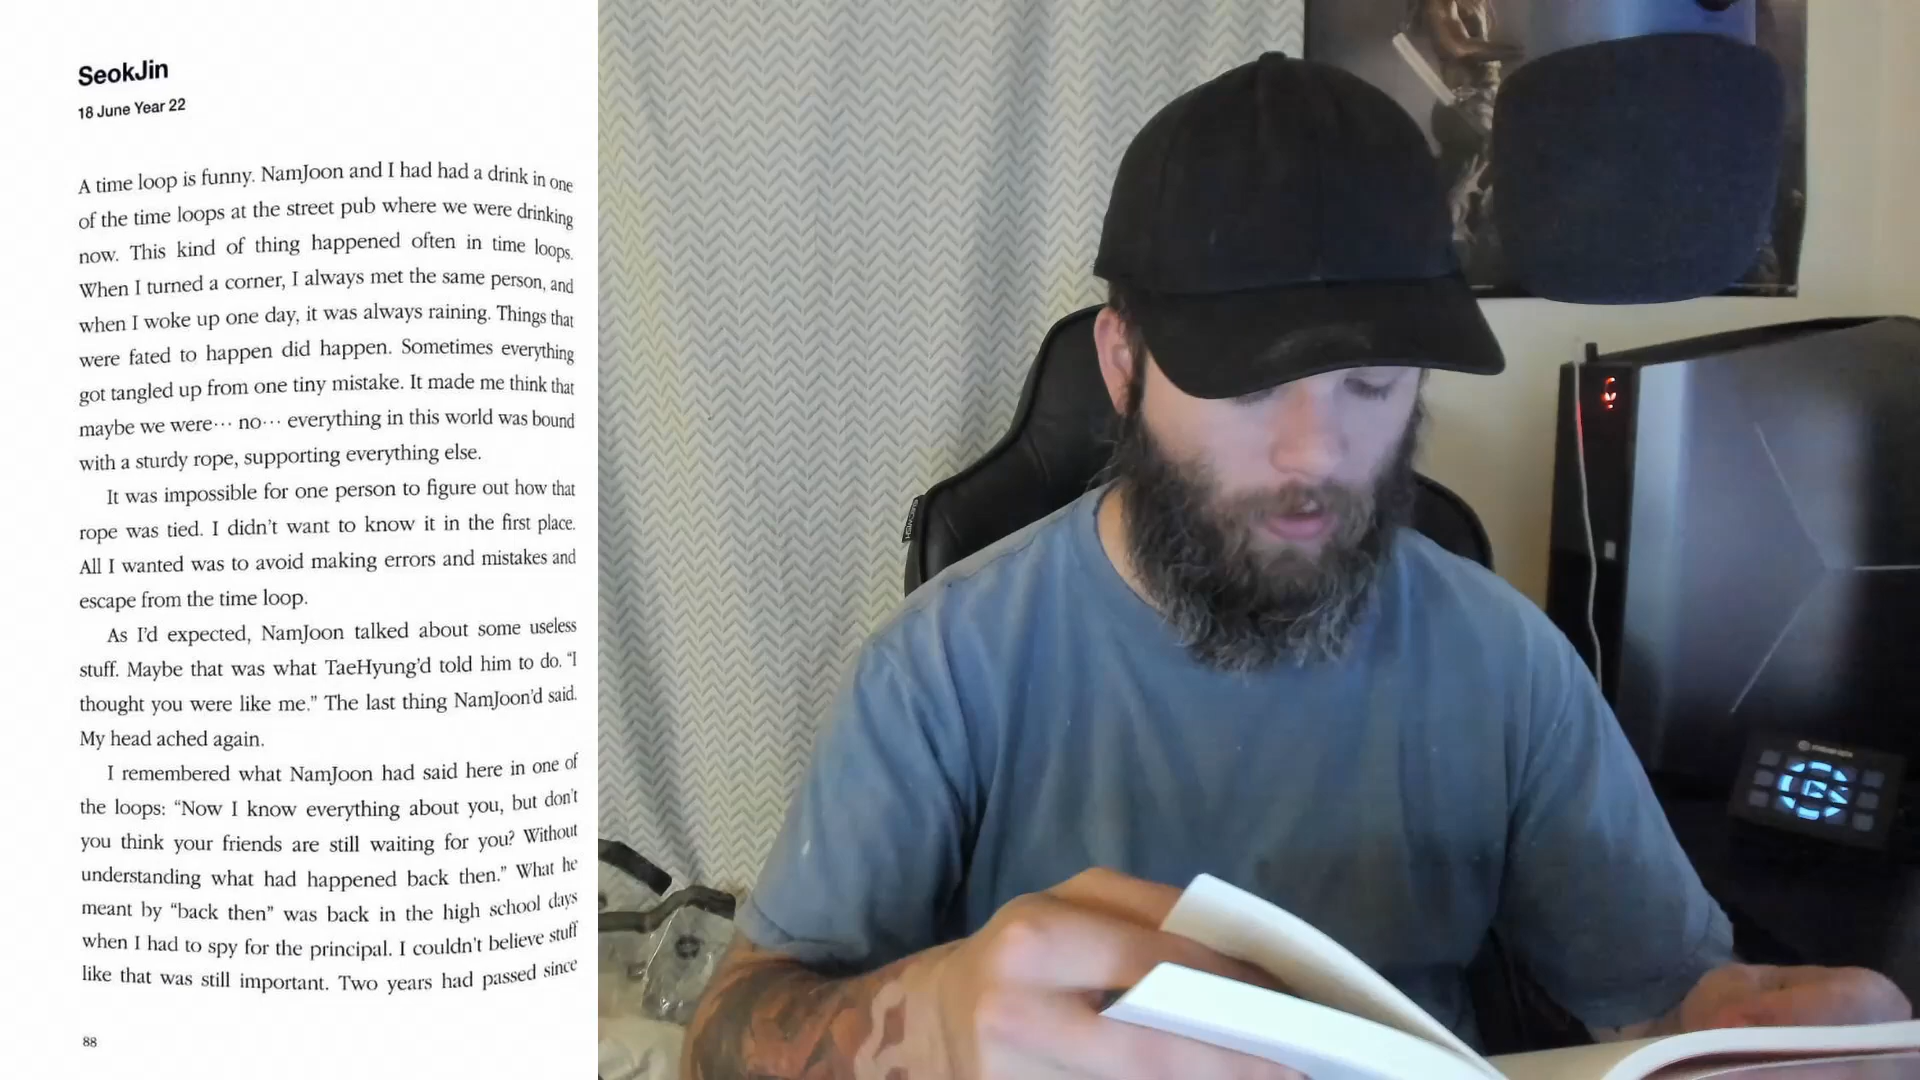 SeokJin
18 June Year 22
A time loop is funny. NamJoon and I had had a drink in one
of the time loops at the street pub where we were drinking
now. This kind of thing happened often in time loops.
When I turned a corner, I always met the same person, and
when I woke up one day, it was always raining. Things that
were fated to happen did happen. Sometimes everything
got tangled up from one tiny mistake. It made me think that
maybe we were… no… everything in this world was bound
with a sturdy rope, supporting everything else.
It was impossible for one person to figure out how that
rope was tied. I didn't want to know it in the first place.
All I wanted was to avoid making errors and mistakes and
escape from the time loop.
As I'd expected, NamJoon talked about some useless
stuff. Maybe that was what TaeHyung'd told him to do. “I
thought you were like me.” The last thing NamJoon'd said.
My head ached again.
I remembered what NamJoon had said here in one of
the loops: “Now I know everything about you, but don't
you think your friends are still waiting for you? Without
understanding what had happened back then.” What he
meant by “back then” was back in the high school days
when I had to spy for the principal. I couldn't believe stuff
like that was still important. Two years had passed since
88